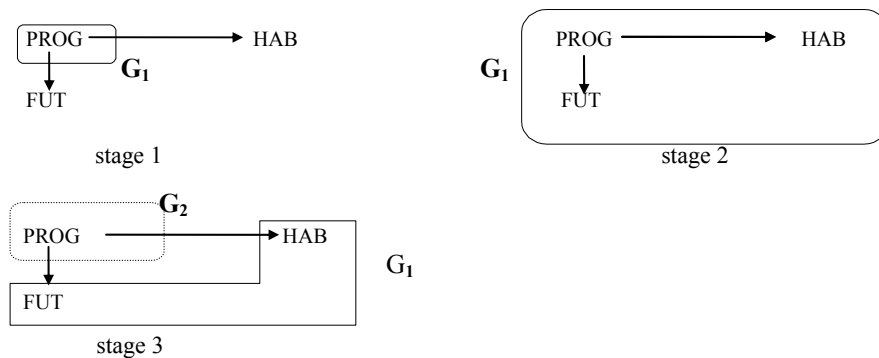 PROG HAB
G₁
FUT
stage 1
PROG HAB
G₁
FUT
stage 2
G₂
PROG HAB
G₁
FUT
stage 3